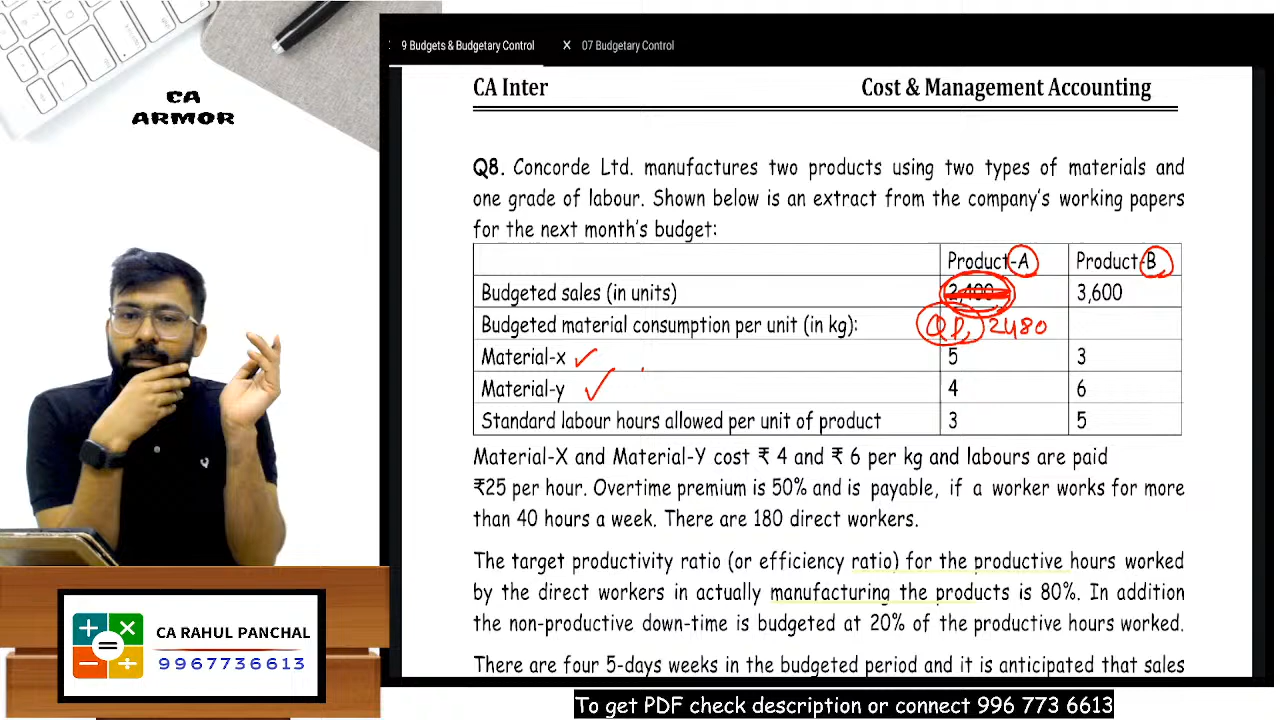 9 Budgets & Budgetary Control
X 07 Budgetary Control
CA
ARMOR
CA Inter Cost & Management Accounting
Q8. Concorde Ltd. manufactures two products using two types of materials and
one grade of labour. Shown below is an extract from the company's working papers
for the next month's budget:
Product-A Product-B
Budgeted sales (in units) 2,400 3,600
Budgeted material consumption per unit (in kg): QP, 2480
Material-x 5 3
Material-y 4 6
Standard labour hours allowed per unit of product 3 5
Material-X and Material-Y cost ₹ 4 and ₹ 6 per kg and labours are paid
₹25 per hour. Overtime premium is 50% and is payable, if a worker works for more
than 40 hours a week. There are 180 direct workers.
The target productivity ratio (or efficiency ratio) for the productive hours worked
by the direct workers in actually manufacturing the products is 80%. In addition
the non-productive down-time is budgeted at 20% of the productive hours worked.
There are four 5-days weeks in the budgeted period and it is anticipated that sales
CA RAHUL PANCHAL
9967736613
To get PDF check description or connect 996 773 6613